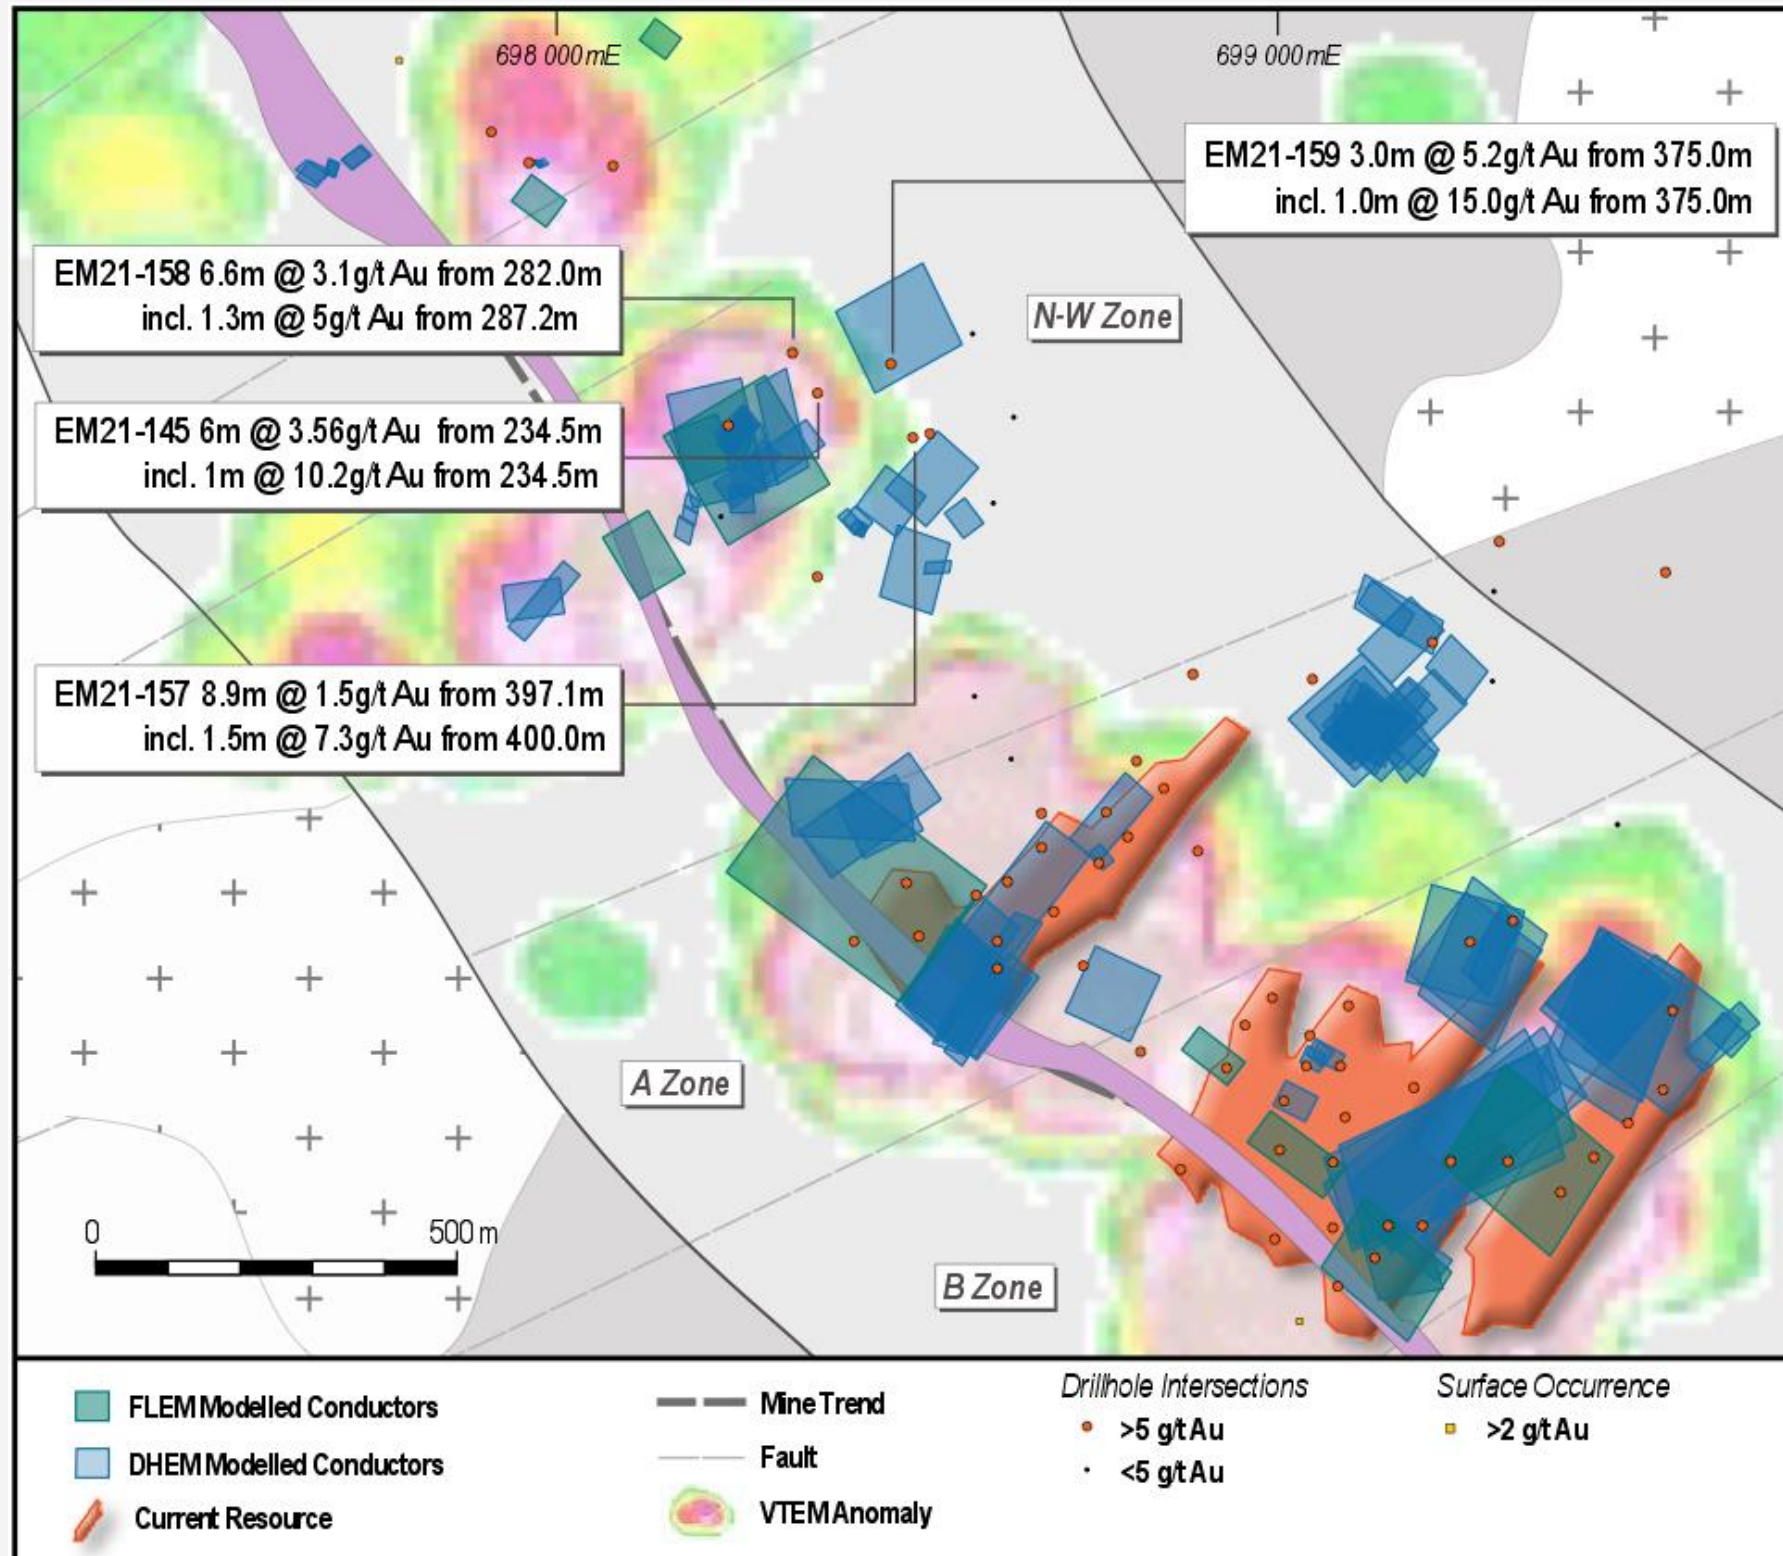 698 000mE
699 000mE
EM21-159 3.0m @ 5.2g/t Au from 375.0m
incl. 1.0m @ 15.0g/t Au from 375.0m
EM21-158 6.6m @ 3.1g/t Au from 282.0m
incl. 1.3m @ 5g/t Au from 287.2m
N-W Zone
EM21-145 6m @ 3.56g/t Au from 234.5m
incl. 1m @ 10.2g/t Au from 234.5m
EM21-157 8.9m @ 1.5g/t Au from 397.1m
incl. 1.5m @ 7.3g/t Au from 400.0m
A Zone
0 500 m
B Zone
FLEM Modelled Conductors
DHEM Modelled Conductors
Current Resource
Mine Trend
Fault
VTEM Anomaly
Drillhole Intersections
>5 g/t Au
<5 g/t Au
Surface Occurrence
>2 g/t Au